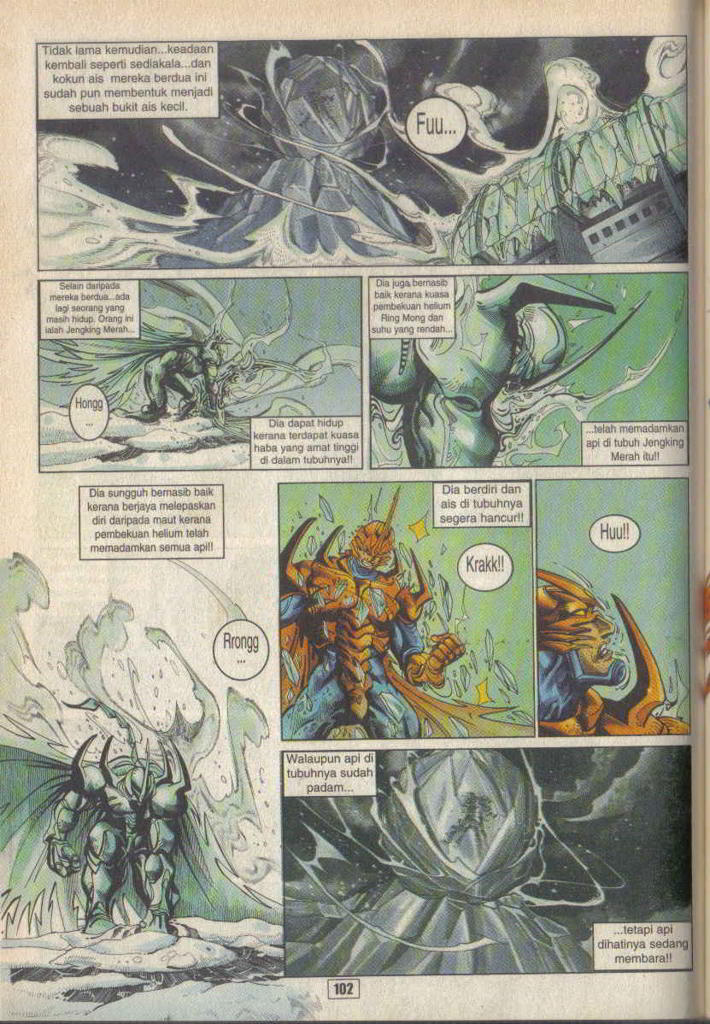 Tidak lama kemudian...keadaan
kembali seperti sediakala...dan
kokun ais mereka berdua ini
sudah pun membentuk menjadi
sebuah bukit ais kecil.
Fuu...
Selain daripada
mereka berdua...ada
lagi seorang yang
masih hidup. Orang ini
ialah Jengking Merah...
Hongg
...
Dia dapat hidup
kerana terdapat kuasa
haba yang amat tinggi
di dalam tubuhnya!!
Dia juga bernasib
baik kerana kuasa
pembekuan helium
Ring Mong dan
suhu yang rendah...
...telah memadamkan
api di tubuh Jengking
Merah itu!!
Dia sungguh bernasib baik
kerana berjaya melepaskan
diri daripada maut kerana
pembekuan helium telah
memadamkan semua api!!
Rrongg
...
Dia berdiri dan
ais di tubuhnya
segera hancur!!
Krakk!!
Huu!!
Walaupun api di
tubuhnya sudah
padam...
...tetapi api
dihatinya sedang
membara!!
102